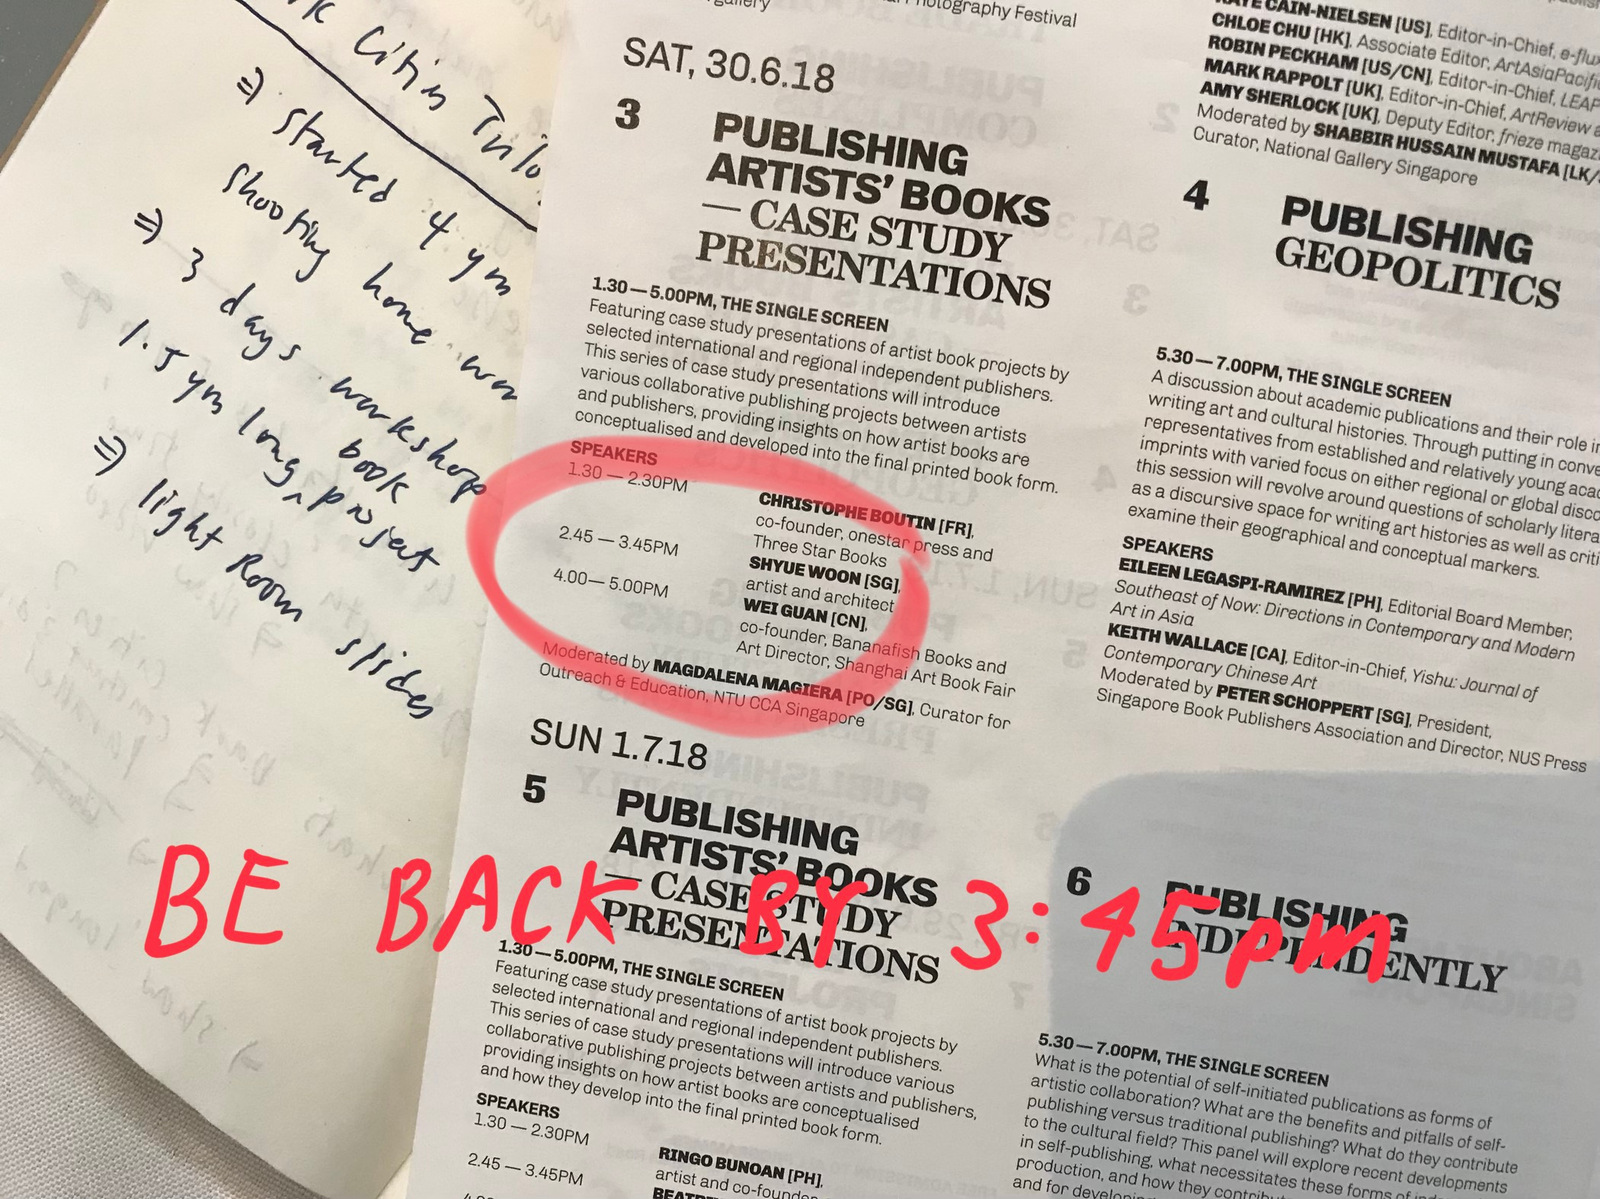 Citin
⇒ started 4 yrs
shooting home
⇒ 3 days workshop
1.5 yrs long book project
⇒ light Room slides
Photography Festival
gallery
SAT, 30.6.18
3
PUBLISHING
ARTISTS’ BOOKS
— CASE STUDY
PRESENTATIONS
1.30 — 5.00PM, THE SINGLE SCREEN
Featuring case study presentations of artist book projects by
selected international and regional independent publishers.
This series of case study presentations will introduce
various collaborative publishing projects between artists
and publishers, providing insights on how artist books are
conceptualised and developed into the final printed book form.
SPEAKERS
1.30 — 2.30PM
CHRISTOPHE BOUTIN [FR],
co-founder, onestar press and
Three Star Books
2.45 — 3.45PM
SHYUE WOON [SG],
artist and architect
4.00 — 5.00PM
WEI GUAN [CN],
co-founder, Bananafish Books and
Art Director, Shanghai Art Book Fair
Moderated by MAGDALENA MAGIERA [PO/SG], Curator for
Outreach & Education, NTU CCA Singapore
SUN 1.7.18
5
PUBLISHING
ARTISTS’ BOOKS
— CASE STUDY
PRESENTATIONS
BE BACK BY 3:45pm
1.30 — 5.00PM, THE SINGLE SCREEN
Featuring case study presentations of artist book projects by
selected international and regional independent publishers.
This series of case study presentations will introduce various
collaborative publishing projects between artists and publishers,
providing insights on how artist books are conceptualised
and how they develop into the final printed book form.
SPEAKERS
1.30 — 2.30PM
RINGO BUNOAN [PH],
artist and
2.45 — 3.45PM
CAIN-NIELSEN [US], Editor-in-Chief, e-flux
CHLOE CHU [HK], Associate Editor, ArtAsiaPacific
ROBIN PECKHAM [US/CN], Editor-in-Chief, LEAP
MARK RAPPOLT [UK], Editor-in-Chief, ArtReview
AMY SHERLOCK [UK], Deputy Editor, frieze
Moderated by SHABBIR HUSSAIN MUSTAFA
Curator, National Gallery Singapore
4
PUBLISHING
GEOPOLITICS
5.30 — 7.00PM, THE SINGLE SCREEN
A discussion about academic publications and their role
writing art and cultural histories. Through putting in
representatives from established and relatively young
imprints with varied focus on either regional or global
this session will revolve around questions of scholarly
as a discursive space for writing art histories as well as
examine their geographical and conceptual markers.
SPEAKERS
EILEEN LEGASPI-RAMIREZ [PH], Editorial Board Member,
Southeast of Now: Directions in Contemporary and Modern
Art in Asia
KEITH WALLACE [CA], Editor-in-Chief, Yishu: Journal of
Contemporary Chinese Art
Moderated by PETER SCHOPPERT [SG], President,
Singapore Book Publishers Association and Director, NUS Press
6
PUBLISHING
INDEPENDENTLY
5.30 — 7.00PM, THE SINGLE SCREEN
What is the potential of self-initiated publications as forms of
artistic collaboration? What are the benefits and pitfalls of self-
publishing versus traditional publishing? What do they contribute
to the cultural field? This panel will explore recent developments
in self-publishing, what necessitates these forms of
production, and how they
and for